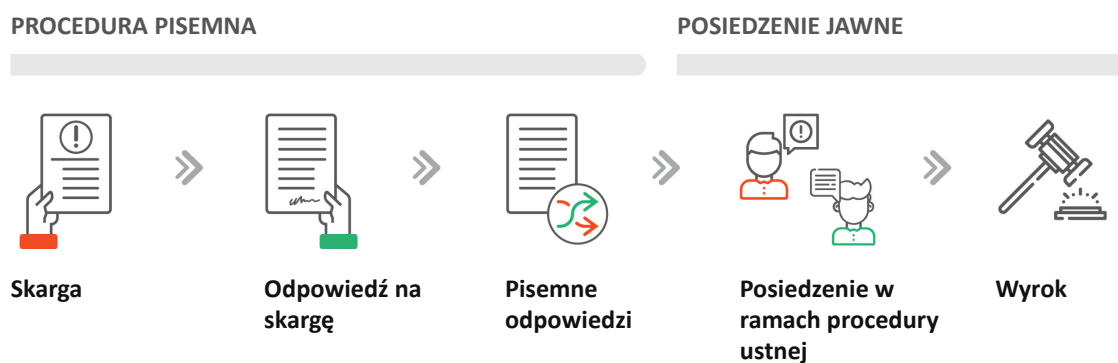 PROCEDURA PISEMNA
POSIEDZENIE JAWNE
Skarga
Odpowiedź na
skargę
Pisemne
odpowiedzi
Posiedzenie w
ramach procedury
ustnej
Wyrok